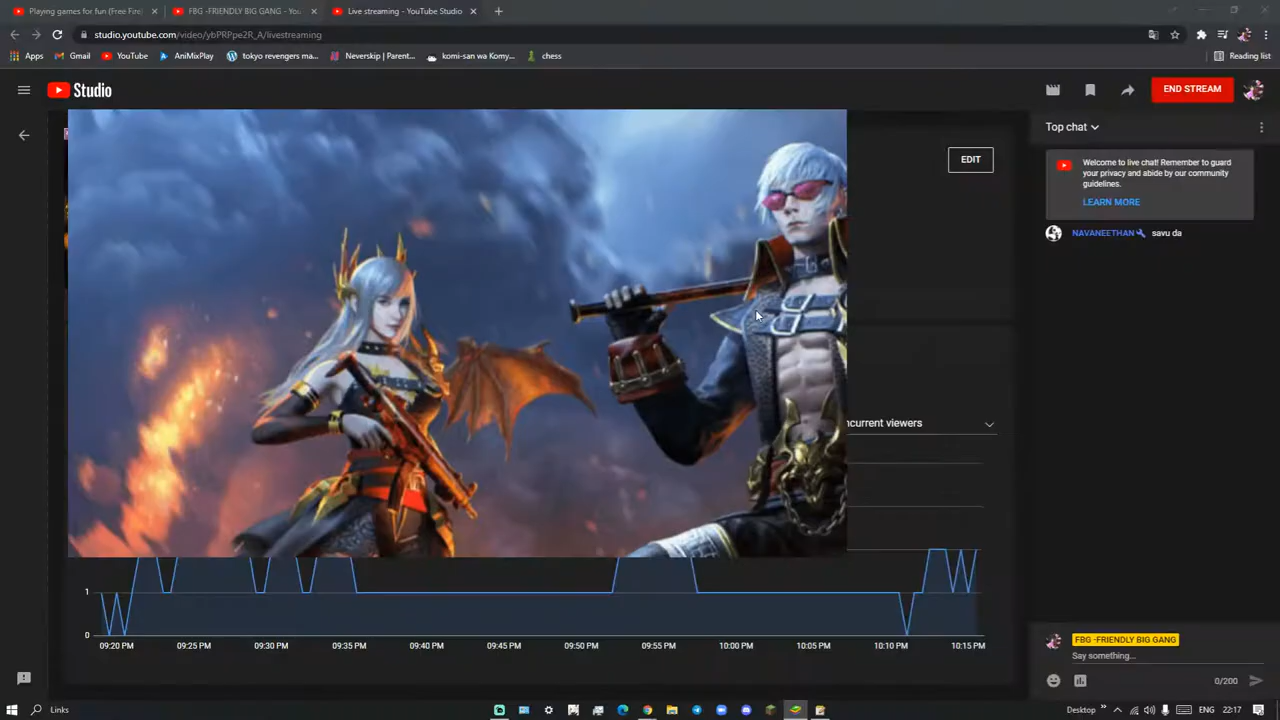 Playing games for fun (Free Fire)
FBG -FRIENDLY BIG GANG - You
Live streaming - YouTube Studio
studio.youtube.com/video/ybPRPpe2R_A/livestreaming
Apps
Gmail
YouTube
AniMixPlay
tokyo revengers ma...
Neverskip | Parent...
komi-san wa Komy...
chess
Reading list
Studio
END STREAM
EDIT
Top chat
Welcome to live chat! Remember to guard
your privacy and abide by our community
guidelines.
LEARN MORE
NAVANEETHAN savu da
ncurrent viewers
1
0
09:20 PM 09:25 PM 09:30 PM 09:35 PM 09:40 PM 09:45 PM 09:50 PM 09:55 PM 10:00 PM 10:05 PM 10:10 PM 10:15 PM
FBG -FRIENDLY BIG GANG
Say something...
0/200
Links
Desktop
ENG
22:17